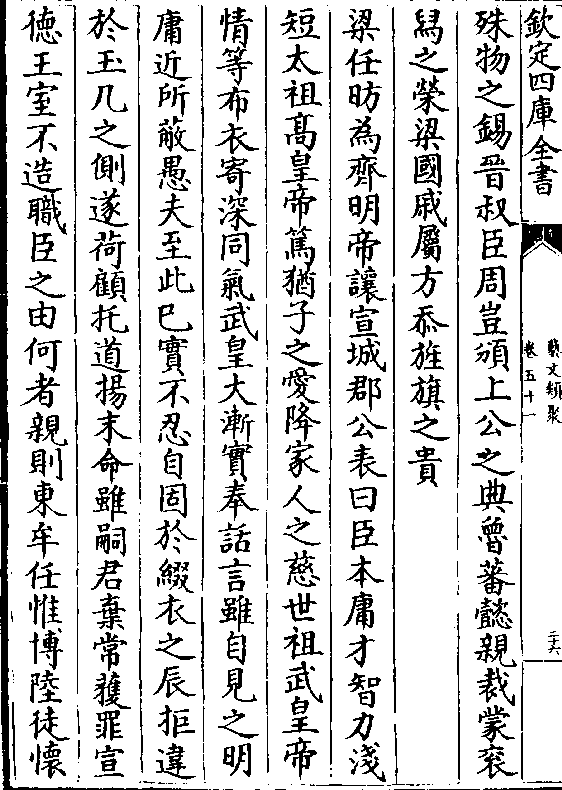 欽定四庫全書
藝文類聚
卷五十一
二十六
殊物之錫晉叔臣周豈頒上公之典魯蕃懿親裁蒙衮
舄之榮梁國戚屬方忝旌旗之貴
梁任昉為齊明帝讓宣城郡公表曰臣本庸才智力淺
短太祖髙皇帝篤猶子之愛降家人之慈世祖武皇帝
情等布衣寄深同氣武皇大漸實奉話言雖自見之明
庸近所蔽愚夫至此已實不忍自固於綴衣之辰拒違
於玉几之側遂荷顧托道揚末命雖嗣君棄常獲罪宣
德王室不造職臣之由何者親則東牟任惟博陸徒懐